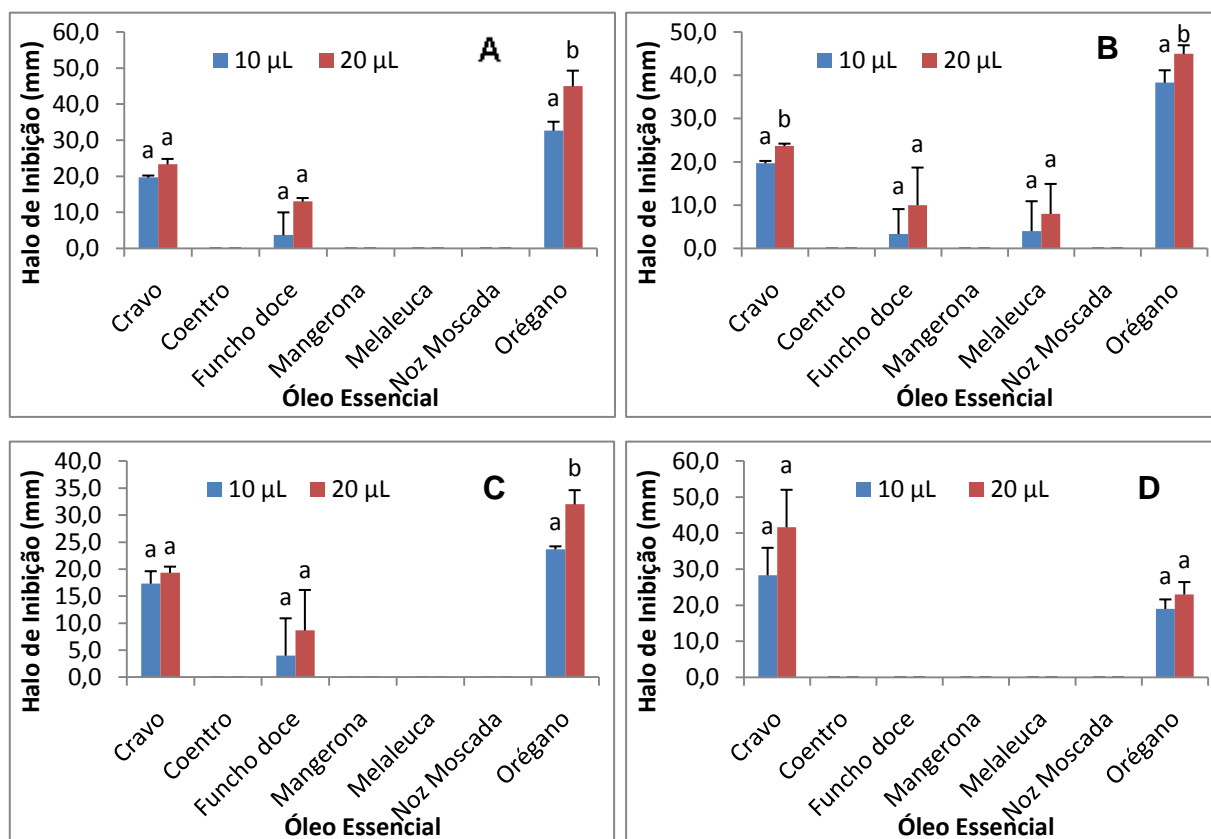 A
10 µL 20 µL
Halo de Inibição (mm)
60,0
50,0
40,0
30,0
20,0
10,0
0,0
a a
a a
a b
Cravo
Coentro
Funcho doce
Mangerona
Melaleuca
Noz Moscada
Orégano
Óleo Essencial
B
10 µL 20 µL
Halo de Inibição (mm)
50,0
40,0
30,0
20,0
10,0
0,0
a b
a a
a a
a b
Cravo
Coentro
Funcho doce
Mangerona
Melaleuca
Noz Moscada
Orégano
Óleo Essencial
C
10 µL 20 µL
Halo de Inibição (mm)
40,0
35,0
30,0
25,0
20,0
15,0
10,0
5,0
0,0
a a
a a
a b
Cravo
Coentro
Funcho doce
Mangerona
Melaleuca
Noz Moscada
Orégano
Óleo Essencial
D
10 µL 20 µL
Halo de Inibição (mm)
60,0
50,0
40,0
30,0
20,0
10,0
0,0
a a
a a
Cravo
Coentro
Funcho doce
Mangerona
Melaleuca
Noz Moscada
Orégano
Óleo Essencial